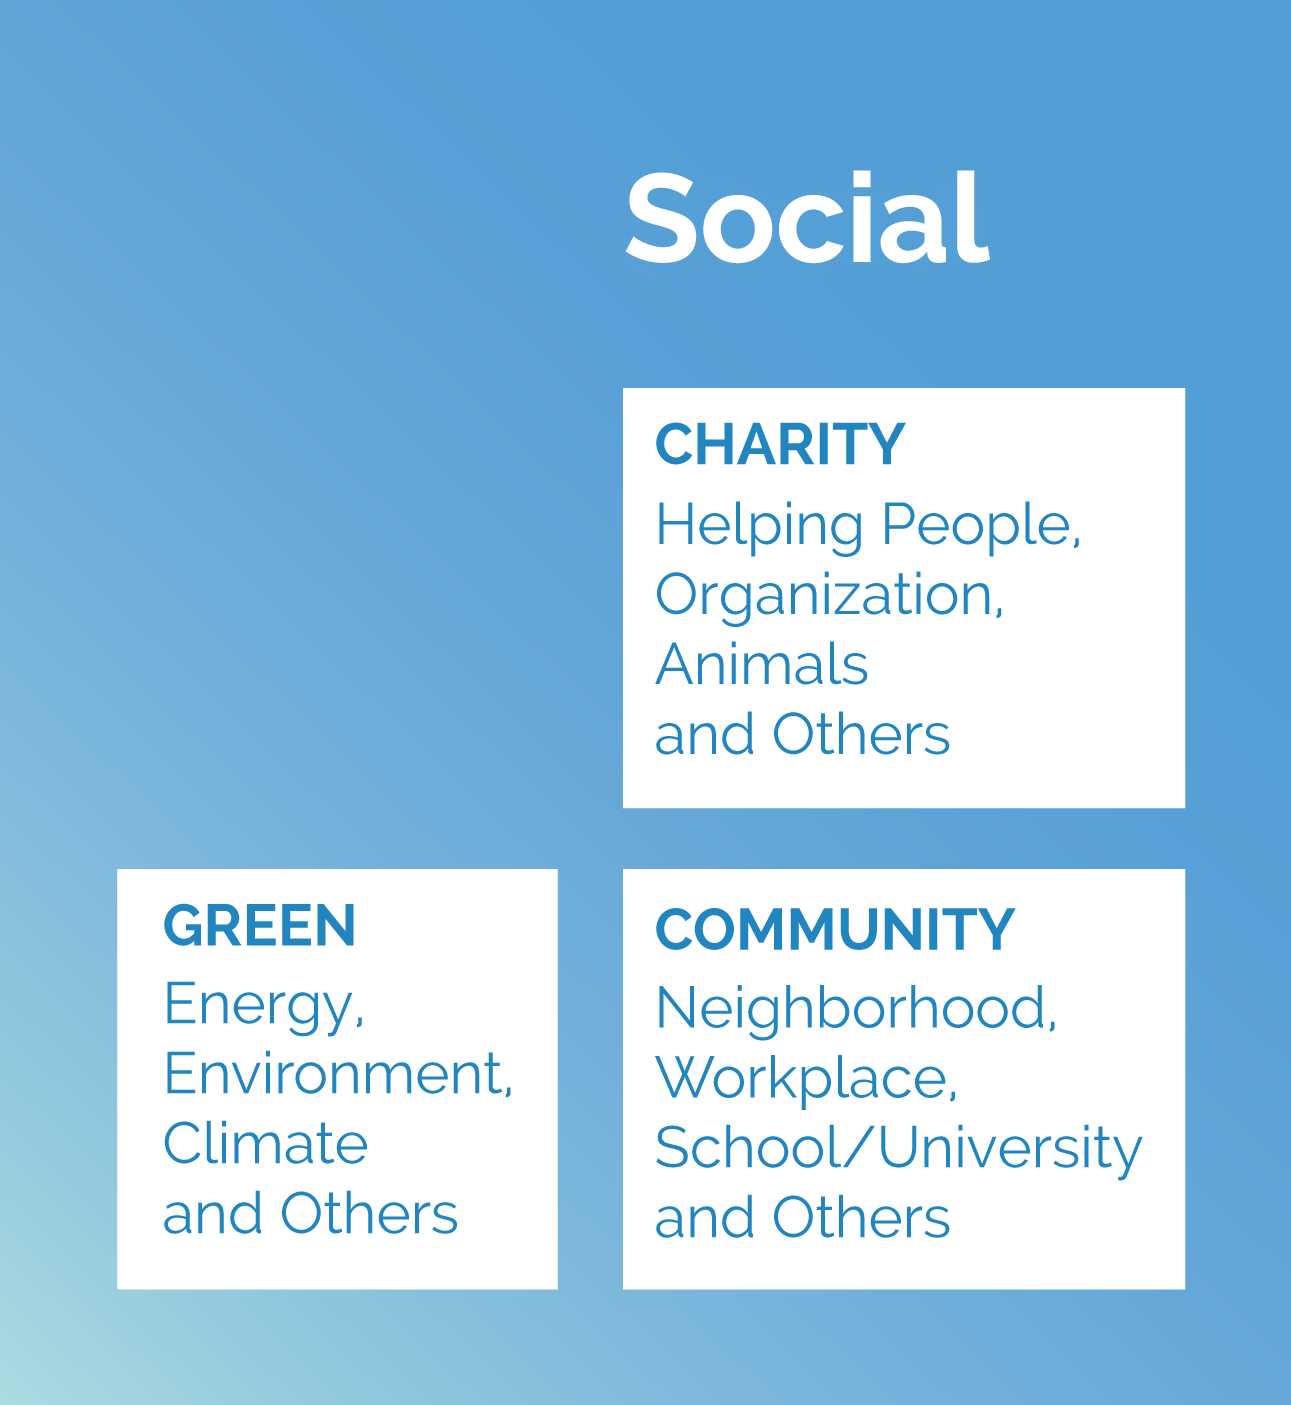 Social
CHARITY
Helping People,
Organization,
Animals
and Others
GREEN
Energy,
Environment,
Climate
and Others
COMMUNITY
Neighborhood,
Workplace,
School/University
and Others